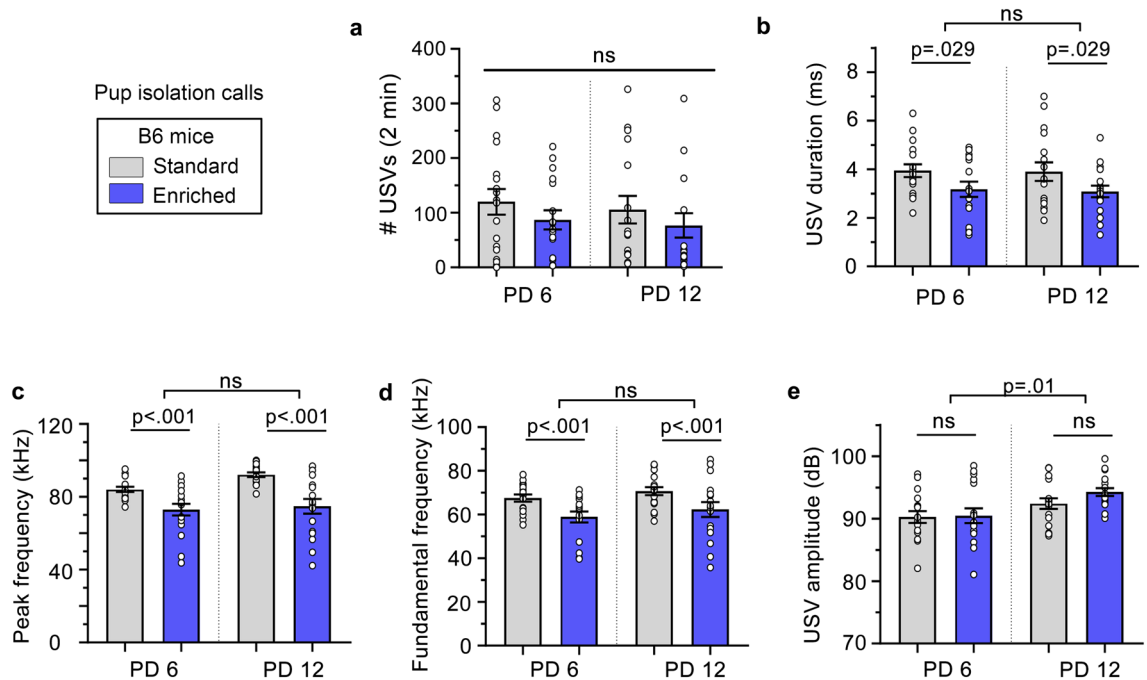 Pup isolation calls
B6 mice
Standard
Enriched
a
ns
# USVs (2 min)
400
300
200
100
0
PD 6
PD 12
b
ns
p=.029
p=.029
USV duration (ms)
8
6
4
2
0
PD 6
PD 12
c
ns
p<.001
p<.001
Peak frequency (kHz)
120
80
40
0
PD 6
PD 12
d
ns
p<.001
p<.001
Fundamental frequency (kHz)
100
80
60
40
20
0
PD 6
PD 12
e
p=.01
ns
ns
USV amplitude (dB)
100
90
80
70
PD 6
PD 12